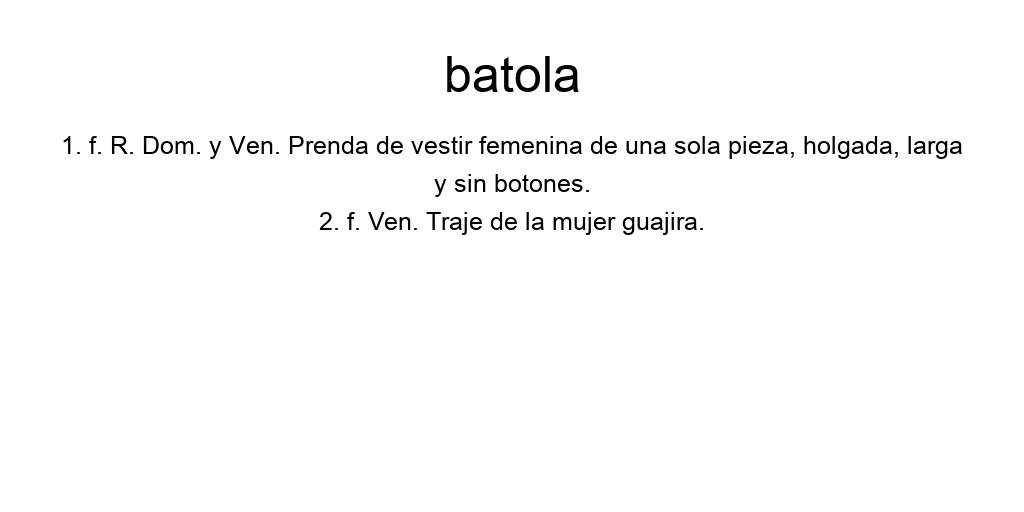 batola
1. f. R. Dom. y Ven. Prenda de vestir femenina de una sola pieza, holgada, larga
y sin botones.
2. f. Ven. Traje de la mujer guajira.